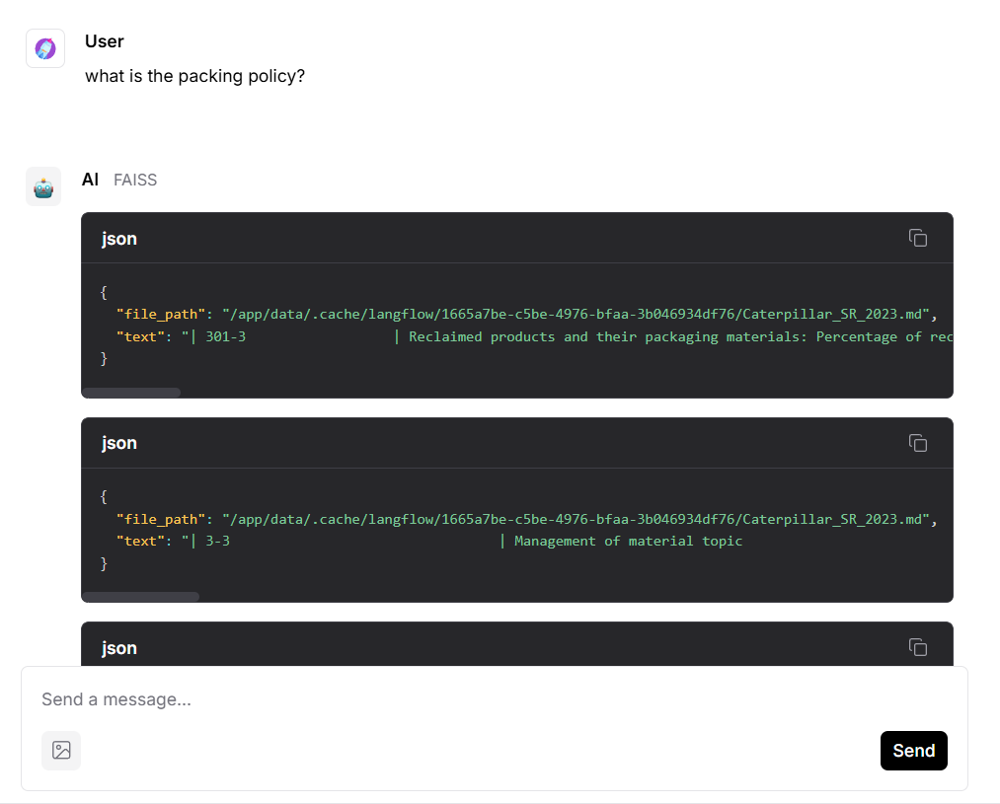 User
what is the packing policy?
AI FAISS
json
{
"file_path": "/app/data/.cache/langflow/1665a7be-c5be-4976-bfaa-3b046934df76/Caterpillar_SR_2023.md",
"text": "| 301-3 | Reclaimed products and their packaging materials: Percentage of rec
}
json
{
"file_path": "/app/data/.cache/langflow/1665a7be-c5be-4976-bfaa-3b046934df76/Caterpillar_SR_2023.md",
"text": "| 3-3 | Management of material topic
}
json
Send a message...
Send